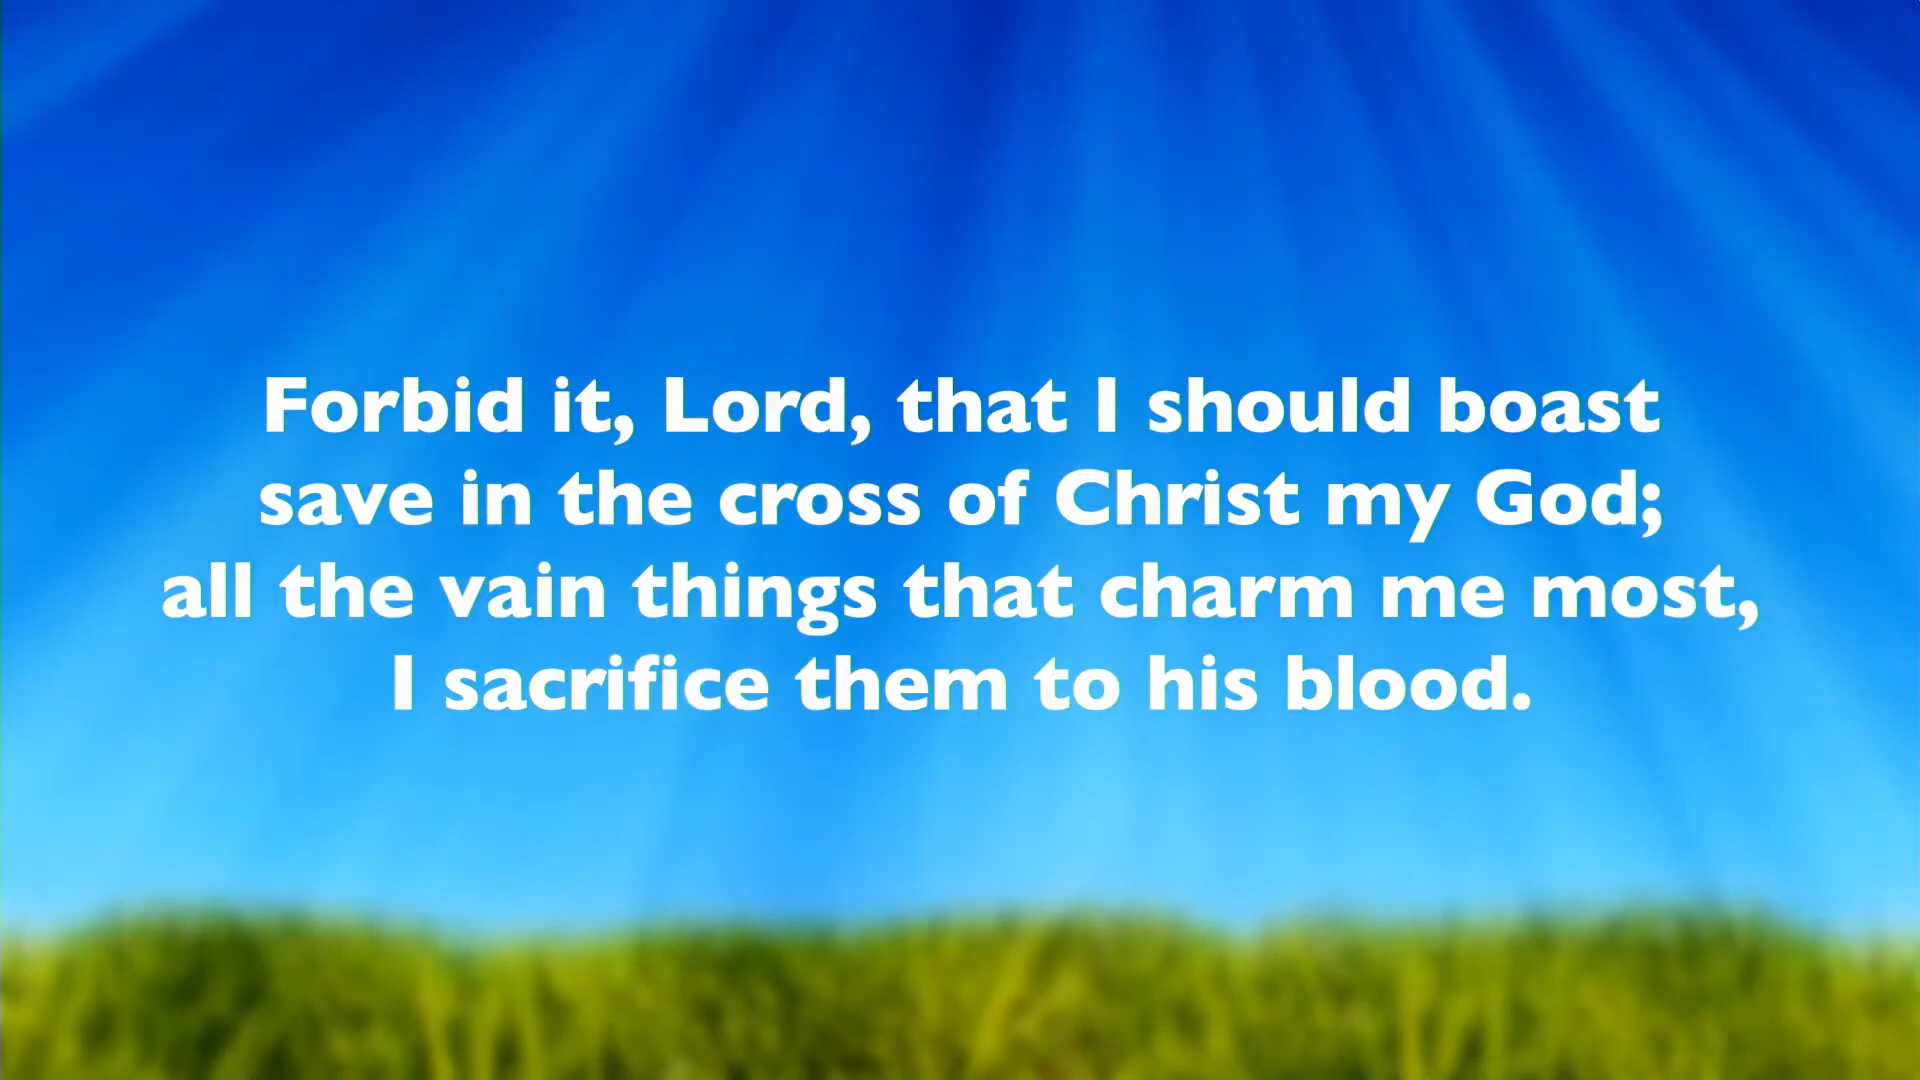 Forbid it, Lord, that I should boast
save in the cross of Christ my God;
all the vain things that charm me most,
I sacrifice them to his blood.